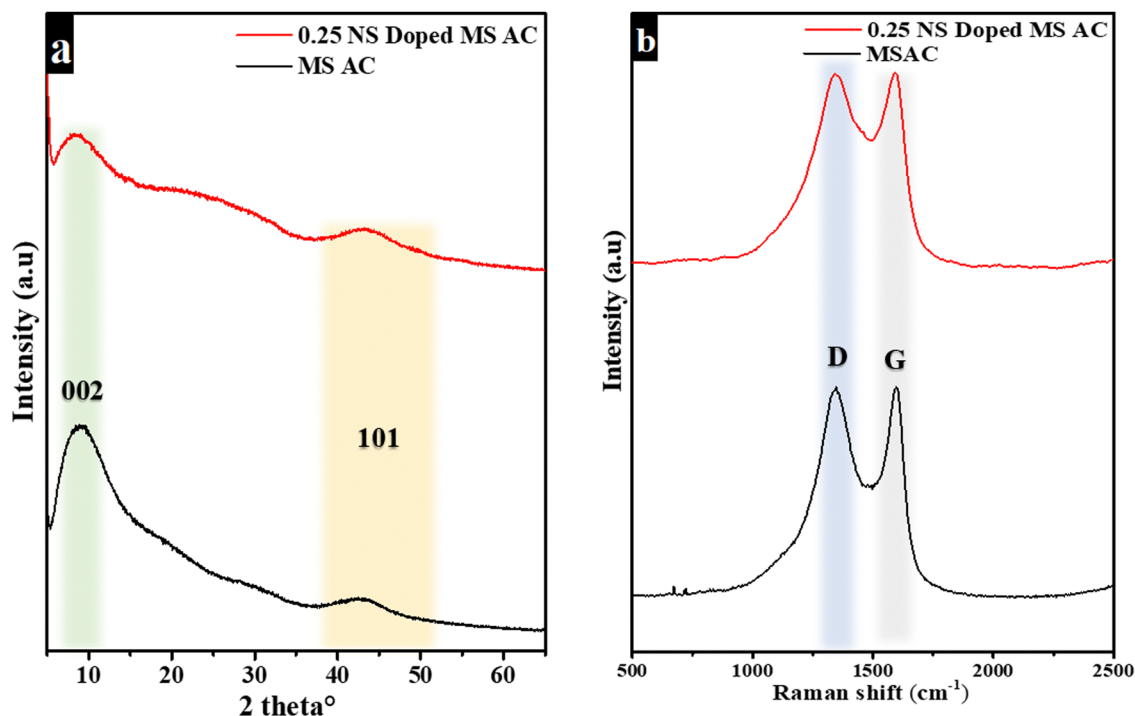 a
0.25 NS Doped MS AC
MS AC
002
101
Intensity (a.u)
10
20
30
40
50
60
2 theta°
b
0.25 NS Doped MS AC
MSAC
D
G
Intensity (a.u)
500
1000
1500
2000
2500
Raman shift (cm⁻¹)